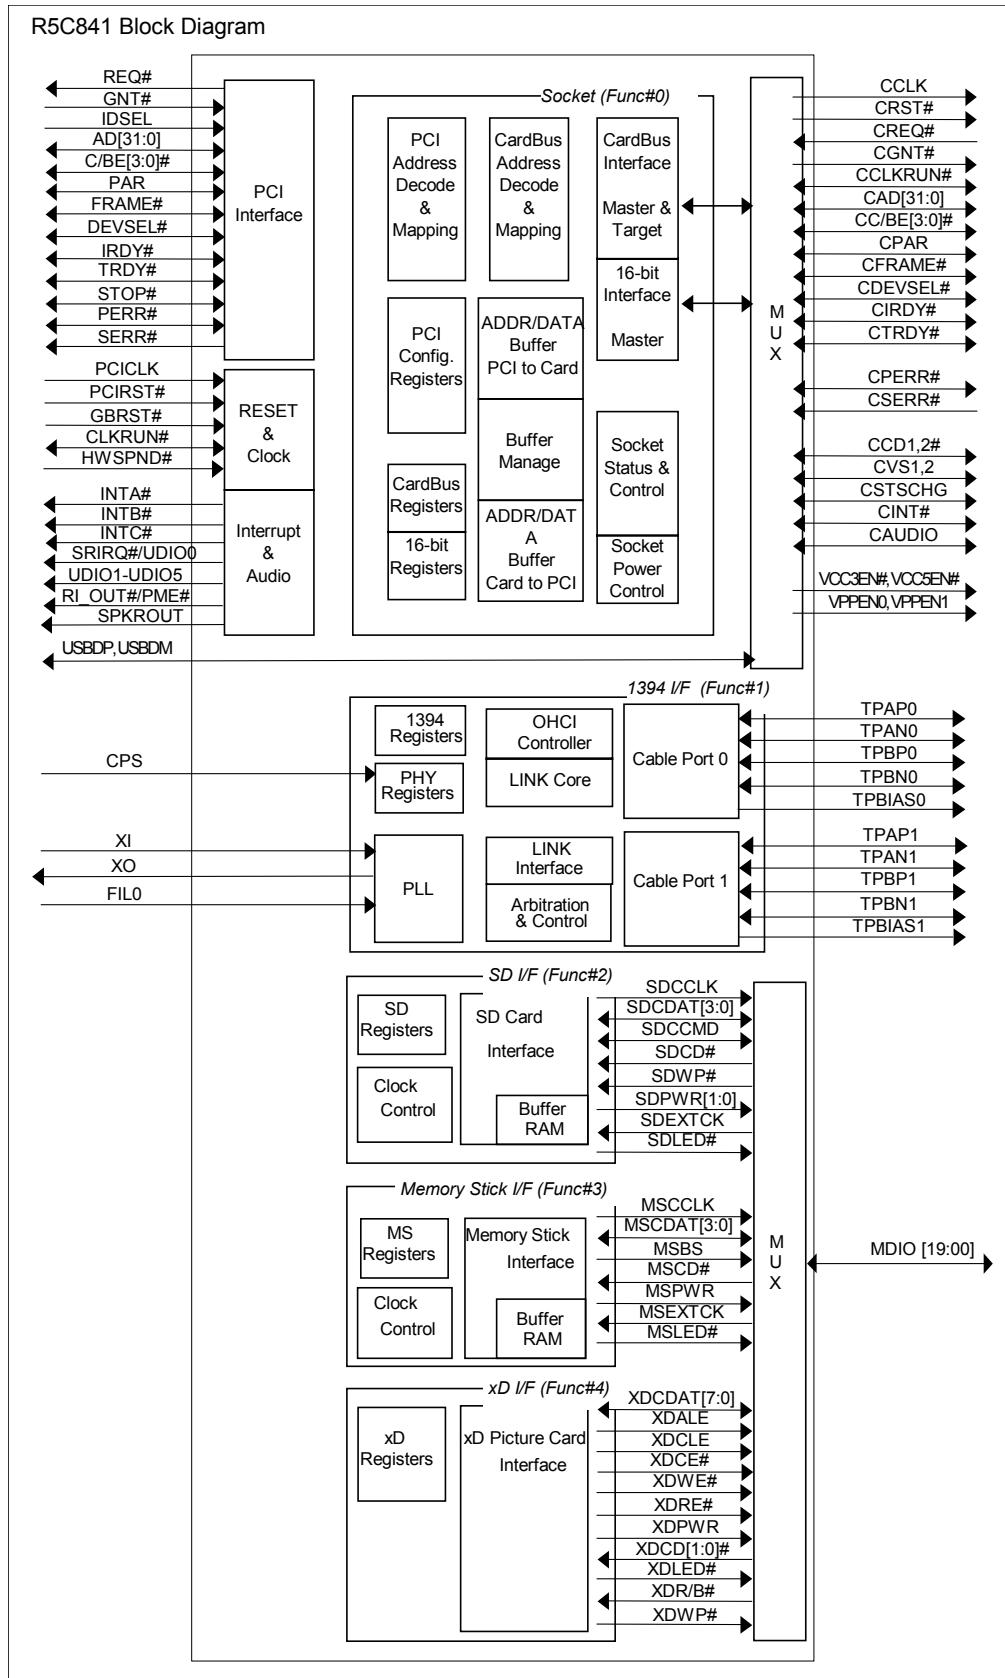 R5C841 Block Diagram
REQ#
GNT#
IDSEL
AD[31:0]
C/BE[3:0]#
PAR
FRAME#
DEVSEL#
IRDY#
TRDY#
STOP#
PERR#
SERR#
PCICLK
PCIRST#
GBRST#
CLKRUN#
HWSPND#
INTA#
INTB#
INTC#
SRIRQ#/UDIO0
UDIO1-UDIO5
RI_OUT#/PME#
SPKROUT
USBDP, USBDM
PCI
Interface
RESET
&
Clock
Interrupt
&
Audio
Socket (Func#0)
PCI
Address
Decode
&
Mapping
CardBus
Address
Decode
&
Mapping
CardBus
Interface
Master &
Target
16-bit
Interface
Master
PCI
Config.
Registers
ADDR/DATA
Buffer
PCI to Card
Buffer
Manage
CardBus
Registers
16-bit
Registers
ADDR/DAT
A
Buffer
Card to PCI
Socket
Status &
Control
Socket
Power
Control
M
U
X
CCLK
CRST#
CREQ#
CGNT#
CCLKRUN#
CAD[31:0]
CC/BE[3:0]#
CPAR
CFRAME#
CDEVSEL#
CIRDY#
CTRDY#
CPERR#
CSERR#
CCD1,2#
CVS1,2
CSTSCHG
CINT#
CAUDIO
VCC3EN#, VCC5EN#
VPPEN0, VPPEN1
1394 I/F (Func#1)
CPS
XI
XO
FIL0
1394
Registers
PHY
Registers
PLL
OHCI
Controller
LINK Core
LINK
Interface
Arbitration
& Control
Cable Port 0
Cable Port 1
TPAP0
TPAN0
TPBP0
TPBN0
TPBIAS0
TPAP1
TPAN1
TPBP1
TPBN1
TPBIAS1
SD I/F (Func#2)
SD
Registers
Clock
Control
SD Card
Interface
Buffer
RAM
SDCCLK
SDCDAT[3:0]
SDCCMD
SDCD#
SDWP#
SDPWR[1:0]
SDEXTCK
SDLED#
Memory Stick I/F (Func#3)
MS
Registers
Clock
Control
Memory Stick
Interface
Buffer
RAM
MSCCLK
MSCDAT[3:0]
MSBS
MSCD#
MSPWR
MSEXTCK
MSLED#
M
U
X
MDIO [19:00]
xD I/F (Func#4)
xD
Registers
xD Picture Card
Interface
XDCDAT[7:0]
XDALE
XDCLE
XDCE#
XDWE#
XDRE#
XDPWR
XDCD[1:0]#
XDLED#
XDR/B#
XDWP#